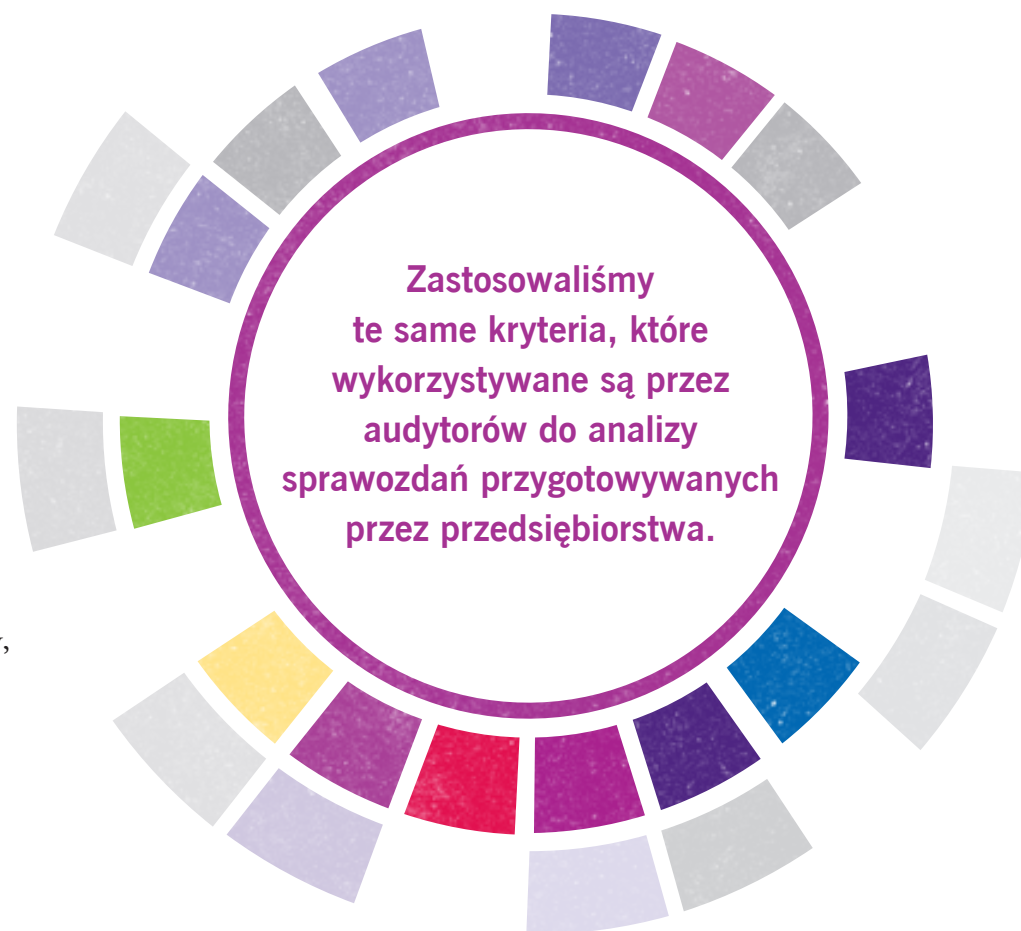 Zastosowaliśmy
te same kryteria, które
wykorzystywane są przez
audytorów do analizy
sprawozdań przygotowywanych
przez przedsiębiorstwa.